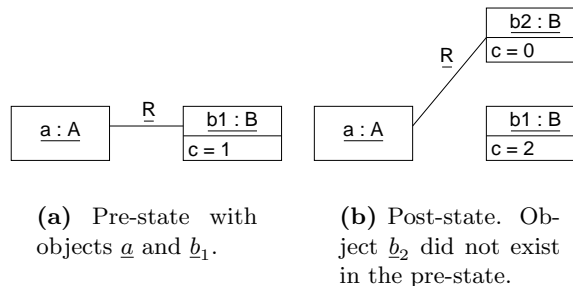 b2 : B
c = 0
R
R
a : A
b1 : B
c = 1
a : A
b1 : B
c = 2
(a) Pre-state with
objects a and b1.
(b) Post-state. Ob-
ject b2 did not exist
in the pre-state.